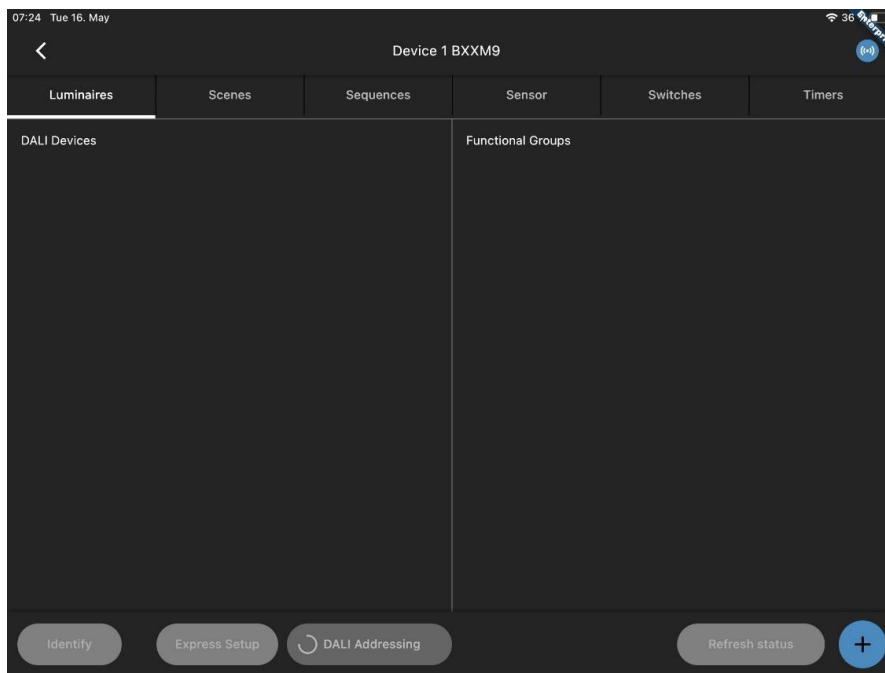 07:24 Tue 16. May
36
Enterpri
Device 1 BXXM9
Luminaires
Scenes
Sequences
Sensor
Switches
Timers
DALI Devices
Functional Groups
Identify
Express Setup
DALI Addressing
Refresh status